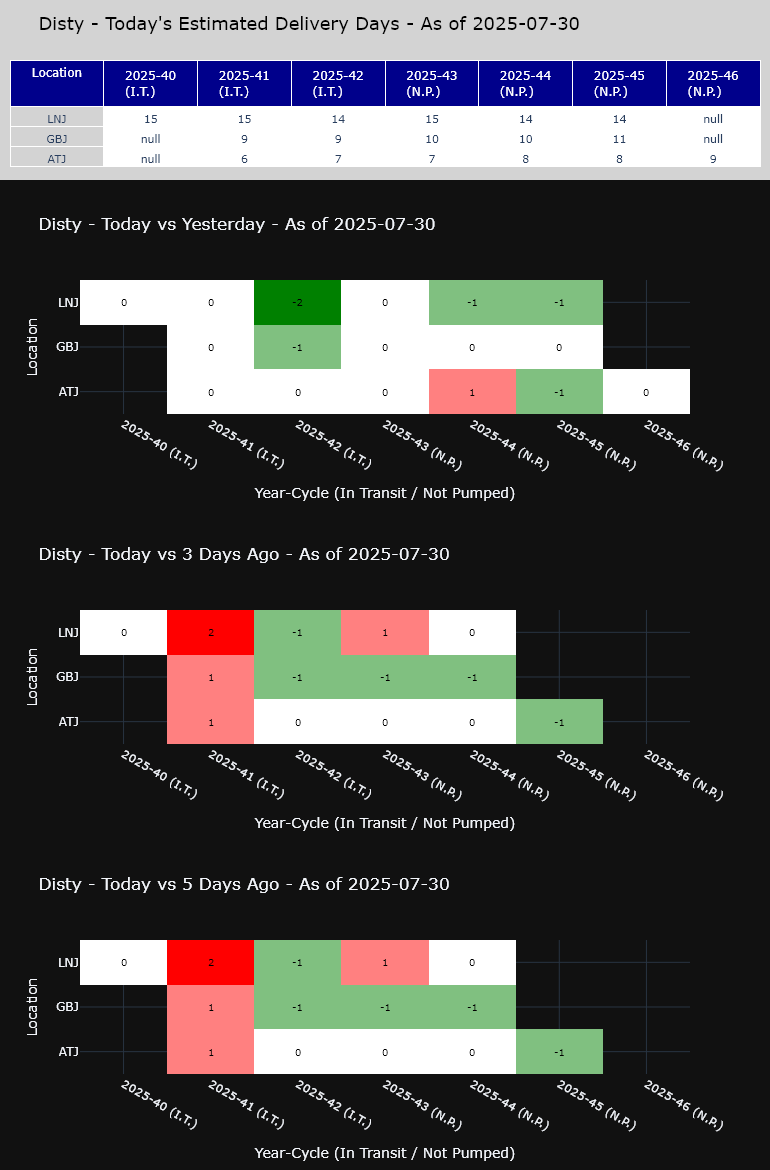 Disty - Today's Estimated Delivery Days - As of 2025-07-30
Location 2025-40 (I.T.) 2025-41 (I.T.) 2025-42 (I.T.) 2025-43 (N.P.) 2025-44 (N.P.) 2025-45 (N.P.) 2025-46 (N.P.)
LNJ 15 15 14 15 14 14 null
GBJ null 9 9 10 10 11 null
ATJ null 6 7 7 8 8 9
Disty - Today vs Yesterday - As of 2025-07-30
Location
LNJ 0 0 -2 0 -1 -1
GBJ 0 -1 0 0 0
ATJ 0 0 0 1 -1 0
2025-40 (I.T.) 2025-41 (I.T.) 2025-42 (I.T.) 2025-43 (N.P.) 2025-44 (N.P.) 2025-45 (N.P.) 2025-46 (N.P.)
Year-Cycle (In Transit / Not Pumped)
Disty - Today vs 3 Days Ago - As of 2025-07-30
Location
LNJ 0 2 -1 1 0
GBJ 1 -1 -1 -1
ATJ 1 0 0 0 -1
2025-40 (I.T.) 2025-41 (I.T.) 2025-42 (I.T.) 2025-43 (N.P.) 2025-44 (N.P.) 2025-45 (N.P.) 2025-46 (N.P.)
Year-Cycle (In Transit / Not Pumped)
Disty - Today vs 5 Days Ago - As of 2025-07-30
Location
LNJ 0 2 -1 1 0
GBJ 1 -1 -1 -1
ATJ 1 0 0 0 -1
2025-40 (I.T.) 2025-41 (I.T.) 2025-42 (I.T.) 2025-43 (N.P.) 2025-44 (N.P.) 2025-45 (N.P.) 2025-46 (N.P.)
Year-Cycle (In Transit / Not Pumped)